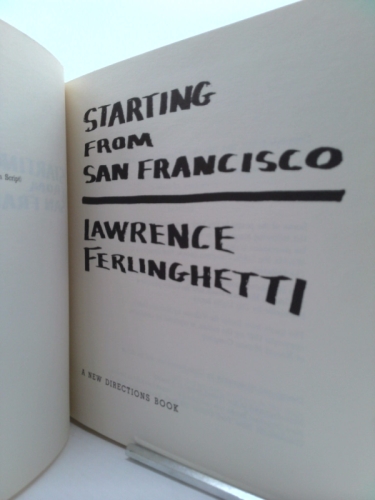 STARTING
FROM
SAN FRANCISCO
LAWRENCE
FERLINGHETTI
A NEW DIRECTIONS BOOK